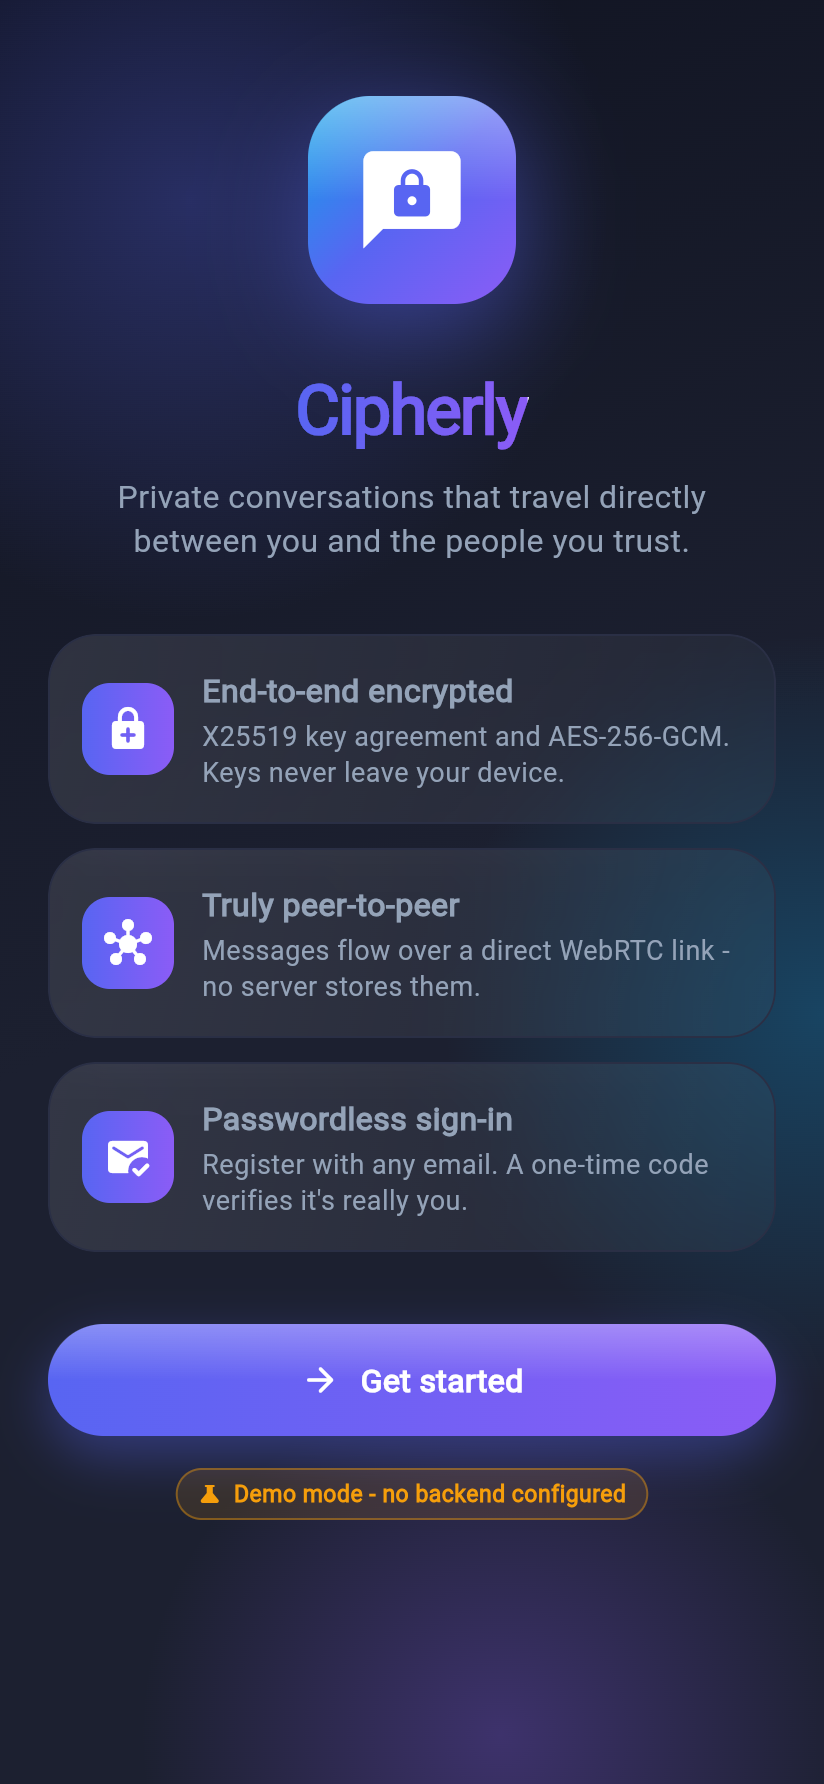 Cipherly
Private conversations that travel directly
between you and the people you trust.
End-to-end encrypted
X25519 key agreement and AES-256-GCM.
Keys never leave your device.
Truly peer-to-peer
Messages flow over a direct WebRTC link -
no server stores them.
Passwordless sign-in
Register with any email. A one-time code
verifies it's really you.
Get started
Demo mode - no backend configured